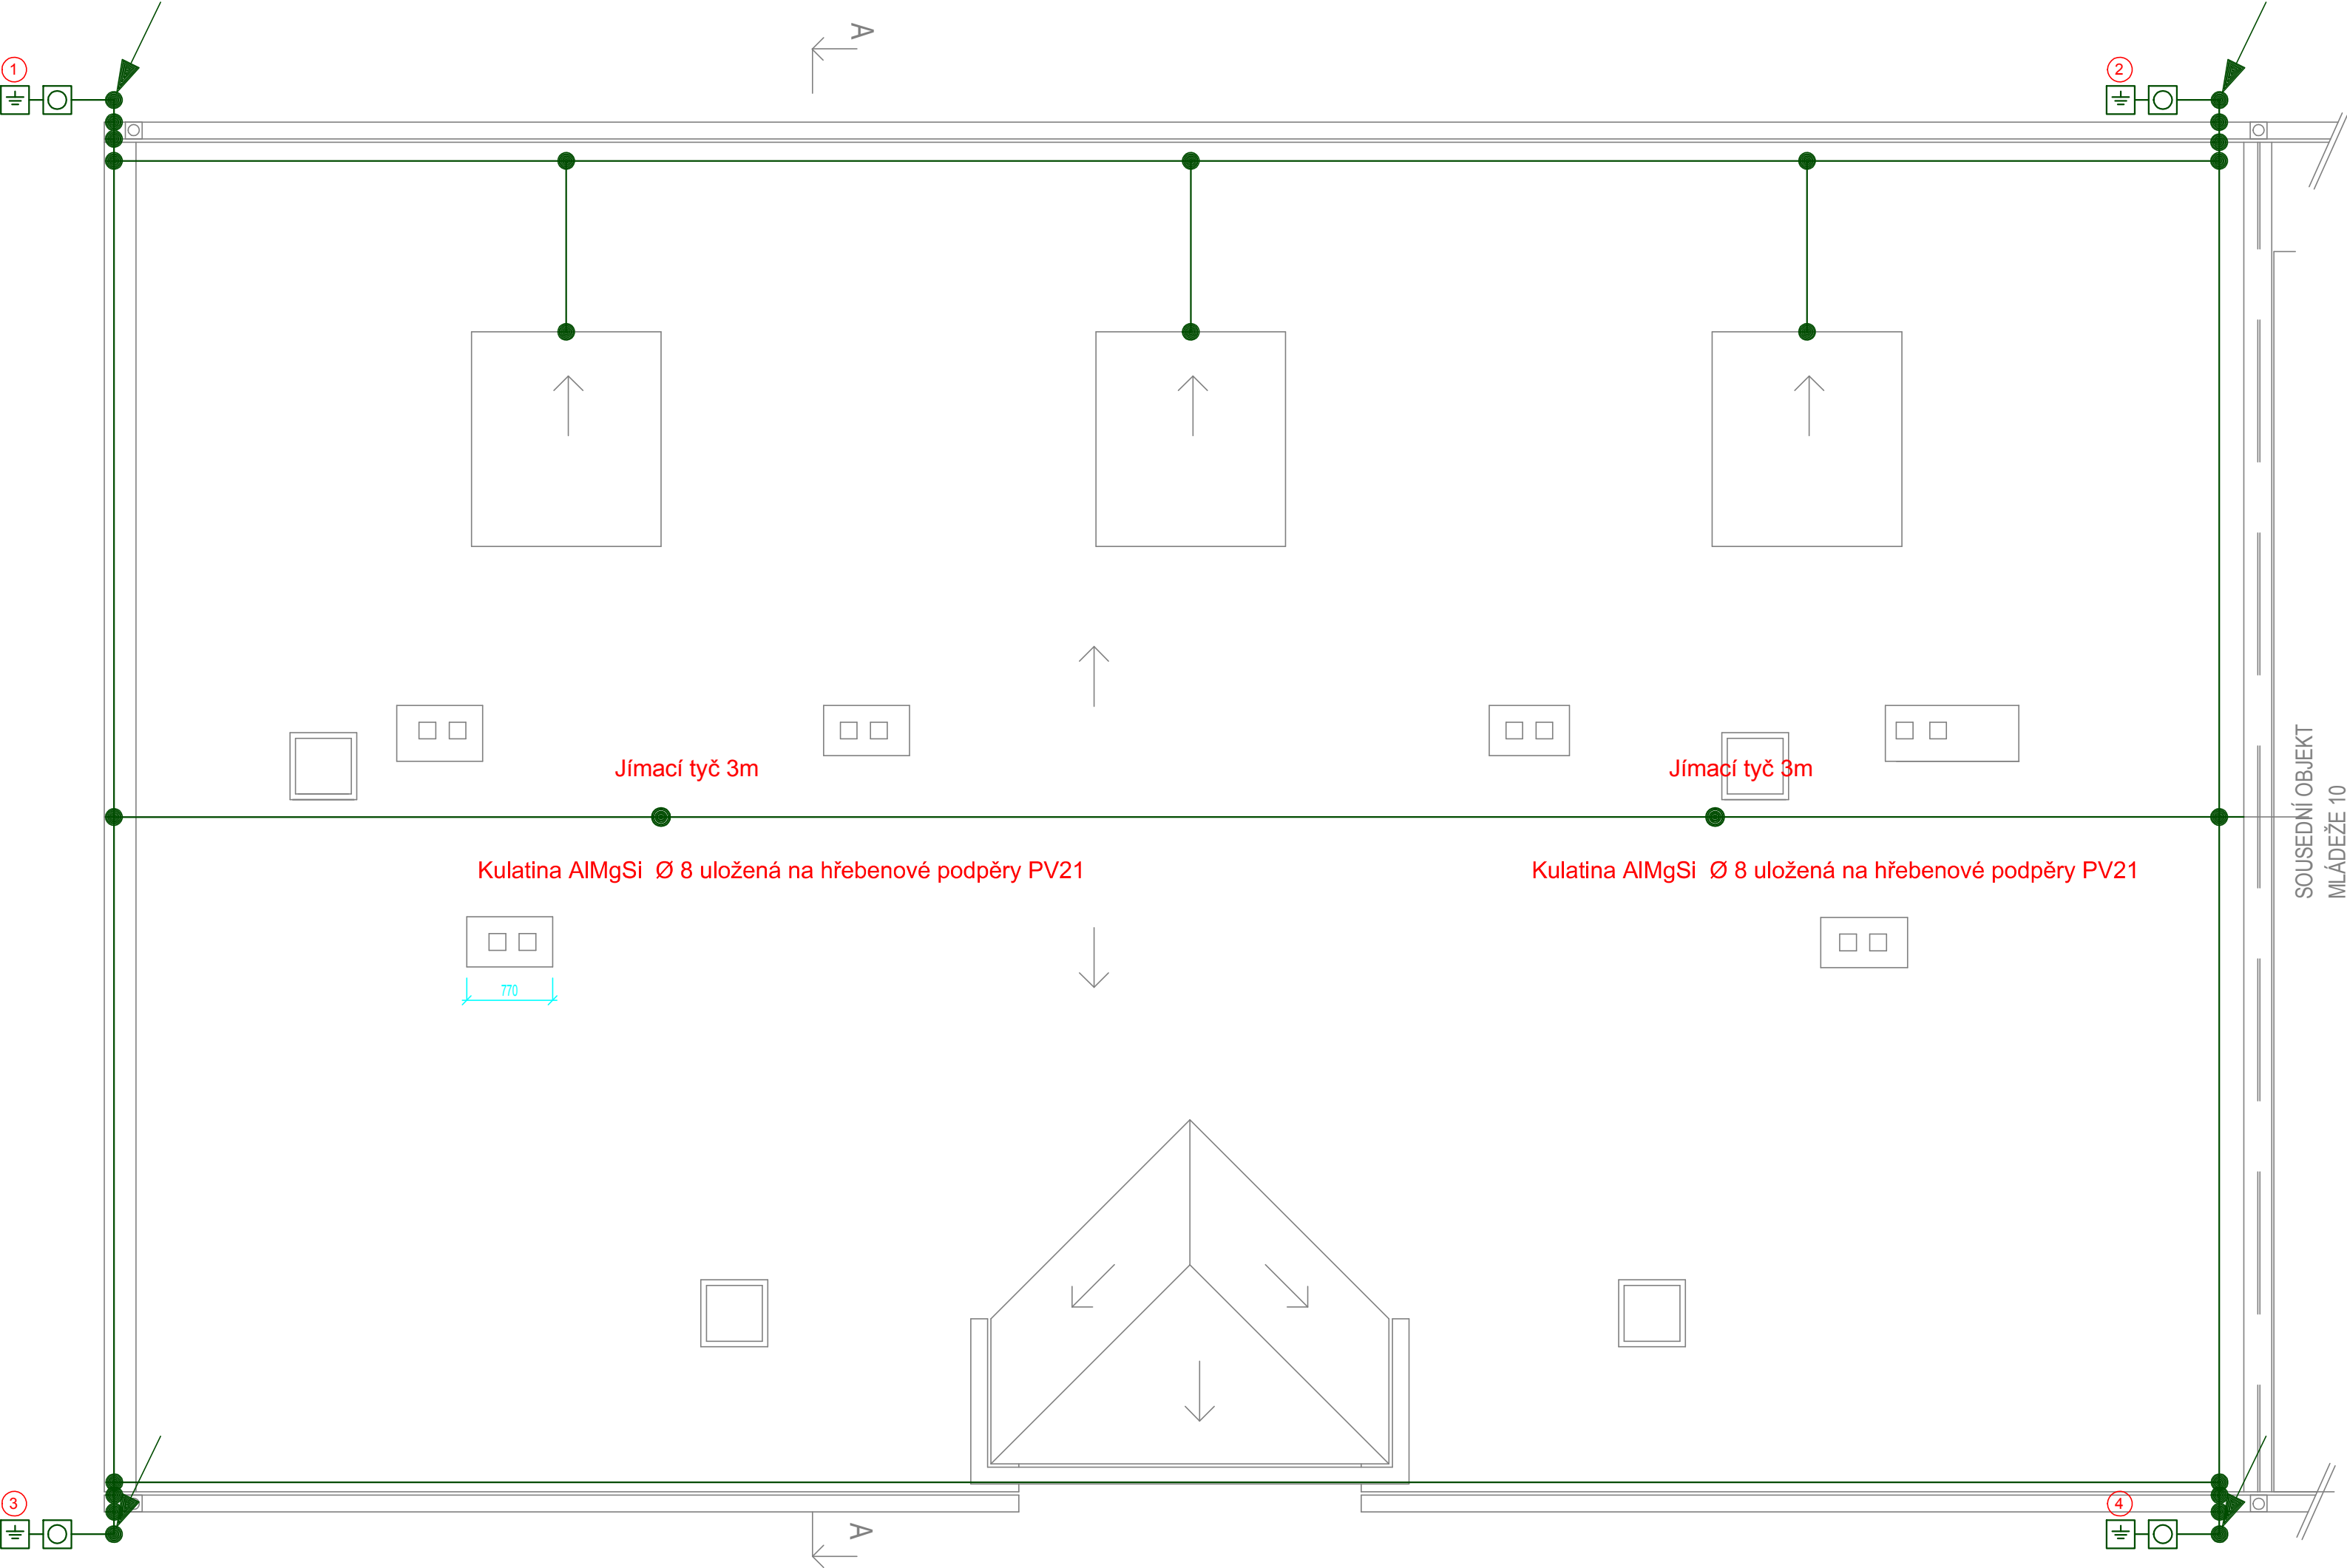 A
1
2
Jímací tyč 3m
Jímací tyč 3m
SOUSEDNÍ OBJEKT
MLÁDEŽE 10
Kulatina AlMgSi Ø 8 uložená na hřebenové podpěry PV21
Kulatina AlMgSi Ø 8 uložená na hřebenové podpěry PV21
770
3
4
A